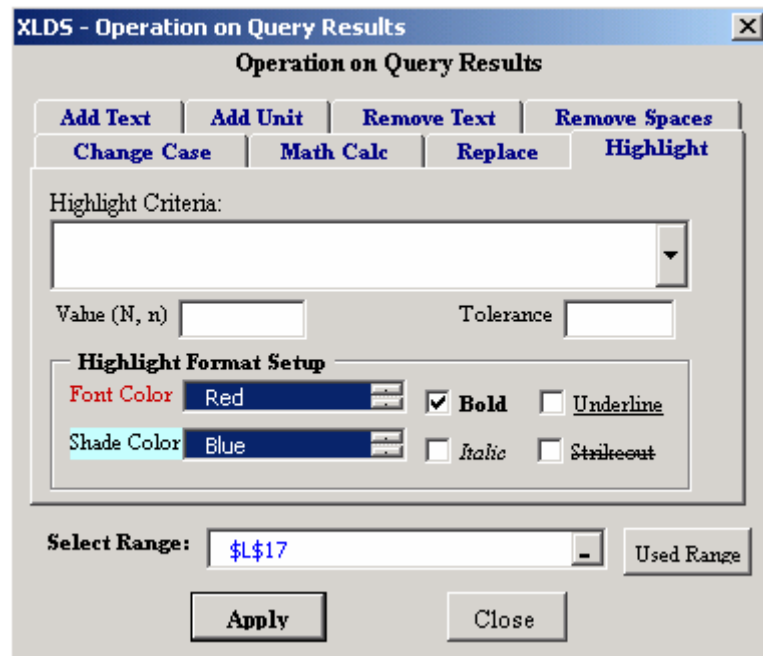 XLDS - Operation on Query Results
Operation on Query Results
Add Text Add Unit Remove Text Remove Spaces
Change Case Math Calc Replace Highlight
Highlight Criteria:
Value (N, n) Tolerance
Highlight Format Setup
Font Color Red Bold Underline
Shade Color Blue Italic Strikeout
Select Range: $L$17 Used Range
Apply Close